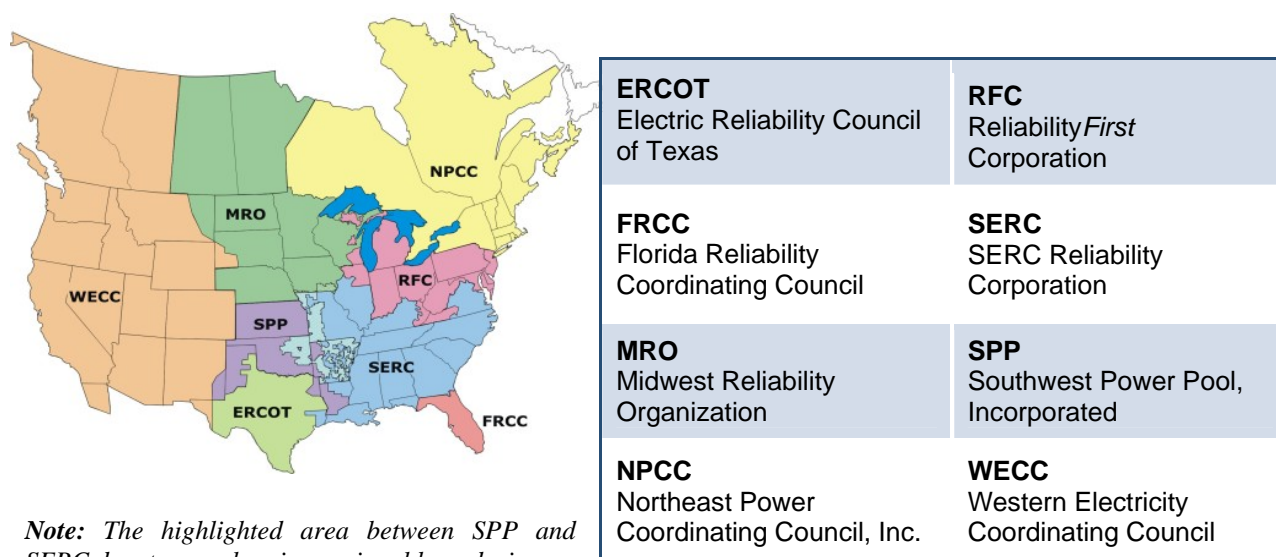 NPCC
MRO
WECC
RFC
SPP
SERC
ERCOT
FRCC
Note: The highlighted area between SPP and
ERCOT
Electric Reliability Council
of Texas
RFC
ReliabilityFirst
Corporation
FRCC
Florida Reliability
Coordinating Council
SERC
SERC Reliability
Corporation
MRO
Midwest Reliability
Organization
SPP
Southwest Power Pool,
Incorporated
NPCC
Northeast Power
Coordinating Council, Inc.
WECC
Western Electricity
Coordinating Council